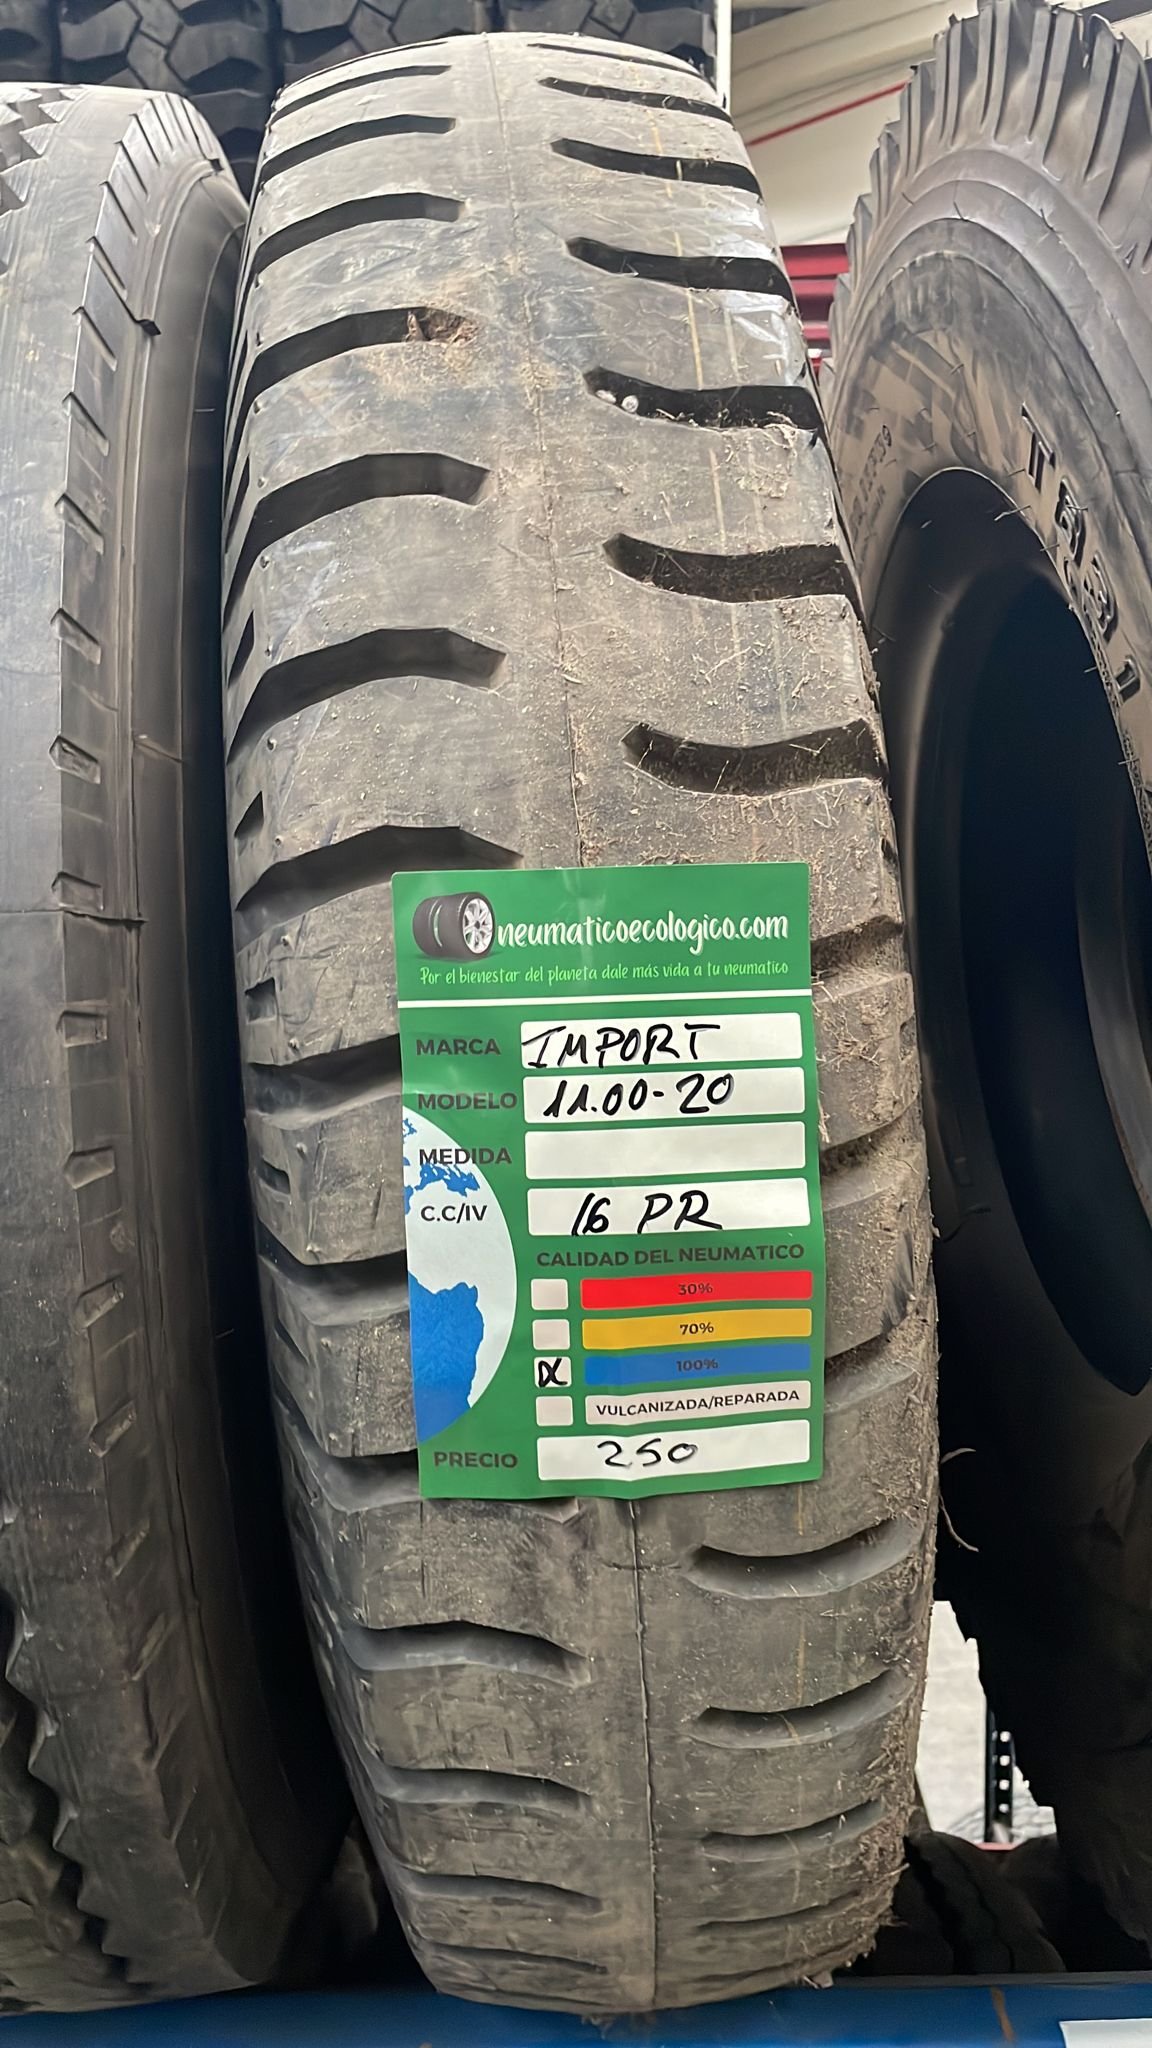 neumaticoecologico.com
Por el bienestar del planeta dale más vida a tu neumatico
MARCA IMPORT
MODELO 11.00-20
MEDIDA
C.C/IV 16 PR
CALIDAD DEL NEUMATICO
30%
70%
X 100%
VULCANIZADA/REPARADA
PRECIO 250